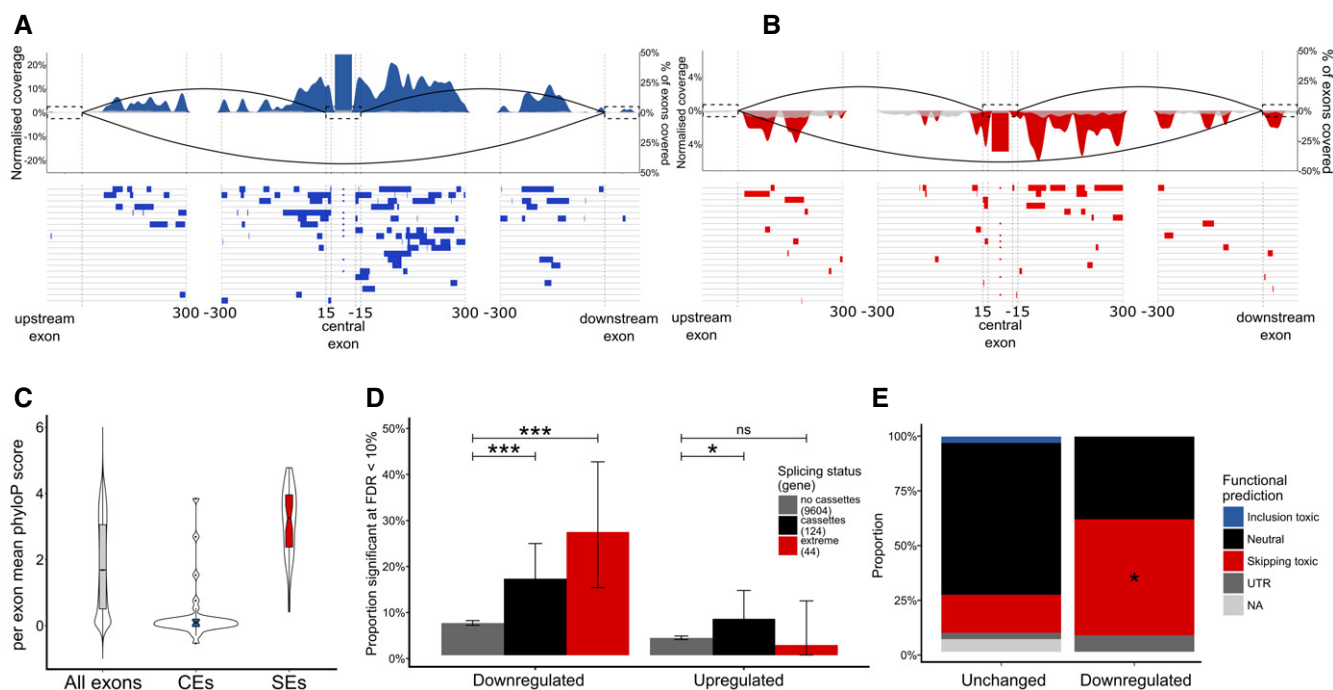 A
Normalised coverage
20%
10%
0%
-10%
-20%
50%
0%
-50%
% of exons covered
upstream
exon
300
-300
15
-15
central
exon
300
-300
downstream
exon
B
Normalised coverage
4%
0%
4%
50%
0%
-50%
% of exons covered
upstream
exon
300
-300
15
-15
central
exon
300
-300
downstream
exon
C
per exon mean phyloP score
6
4
2
0
All exons
CEs
SEs
D
Proportion significant at FDR < 10%
50%
40%
30%
20%
10%
0%
***
***
ns
*
Splicing status
(gene)
no cassettes
(9604)
cassettes
(124)
extreme
(44)
Downregulated
Upregulated
E
Proportion
100%
75%
50%
25%
0%
*
Unchanged
Downregulated
Functional
prediction
Inclusion toxic
Neutral
Skipping toxic
UTR
NA